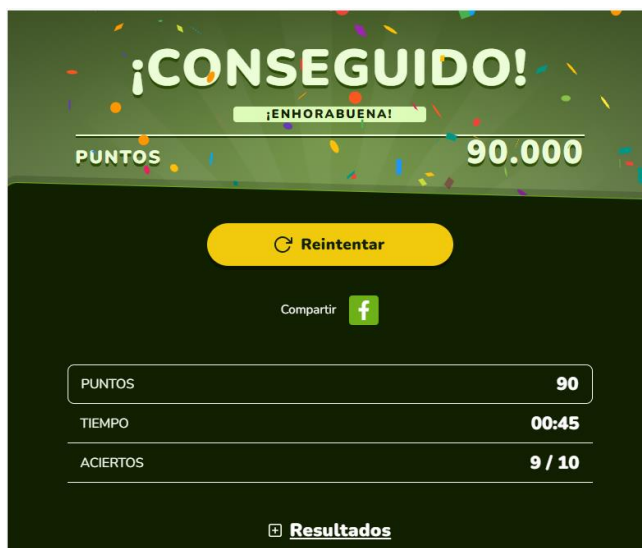 ¡CONSEGUIDO!
¡ENHORABUENA!
PUNTOS 90.000
Reintentar
Compartir
PUNTOS 90
TIEMPO 00:45
ACIERTOS 9 / 10
Resultados